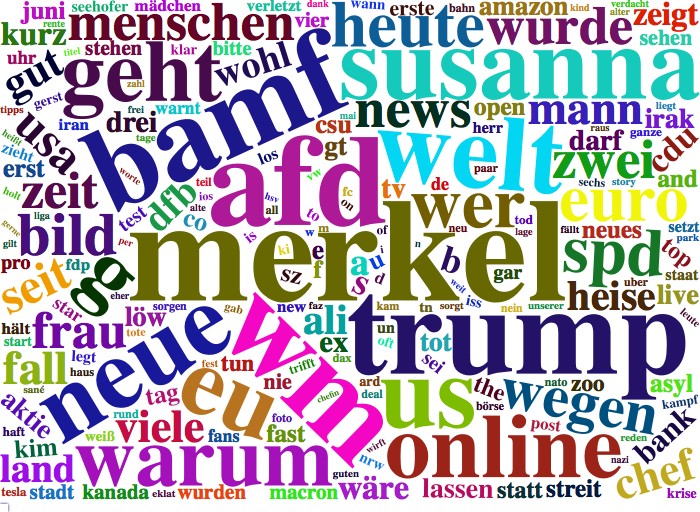 juni
seehofer
mädchen
verletzt
dank
vier
wann
erste
bahn
amazon
kind
verdacht
alter
zeigt
rente
kurz
menschen
heute
wurde
sehen
titel
stehen
klar
bitte
uhr
gut
geht
wohl
susanna
zahl
gerst
tipps
frei
warnt
bamf
mai
news
open
mann
liegt
irak
iran
drei
tage
csu
herr
raus
ganze
usa
heißt
zieht
erst
los
gt
welt
paar
darf
zwei
cdu
worte
vw
sechs
story
and
holt
zeit
dfb
teil
ios
hsv
afd
fc
on
tv
de
wer
tod
euro
liga
test
alte
co
all
to
gerne
gilt
bild
per
is
w
m
of
neu
lage
fällt
neues
setzt
park
ki
e
a
u
i
n
b
spd
top
pro
fdp
seit
ga
merkel
sz
f
s
d
gar
weit
iss
uber
staat
eher
heise
live
star
sorgen
gab
new
faz
kam
tn
sorgt
nein
unserer
leute
hält
start
frau
löw
tote
neue
wm
ali
un
oft
trump
tot
legt
ex
dax
sei
fall
haus
fest
tun
trifft
sané
nie
chefin
ard
deal
us
the
börse
nato
zoo
asyl
aktie
tag
eu
foto
wegen
kampf
rund
haft
kim
weiß
viele
fans
fast
post
reden
bank
wirft
nrw
online
nazi
land
warum
guten
chef
tesla
stadt
kanada
eklat
wurden
macron
wäre
lassen
statt
streit
krise